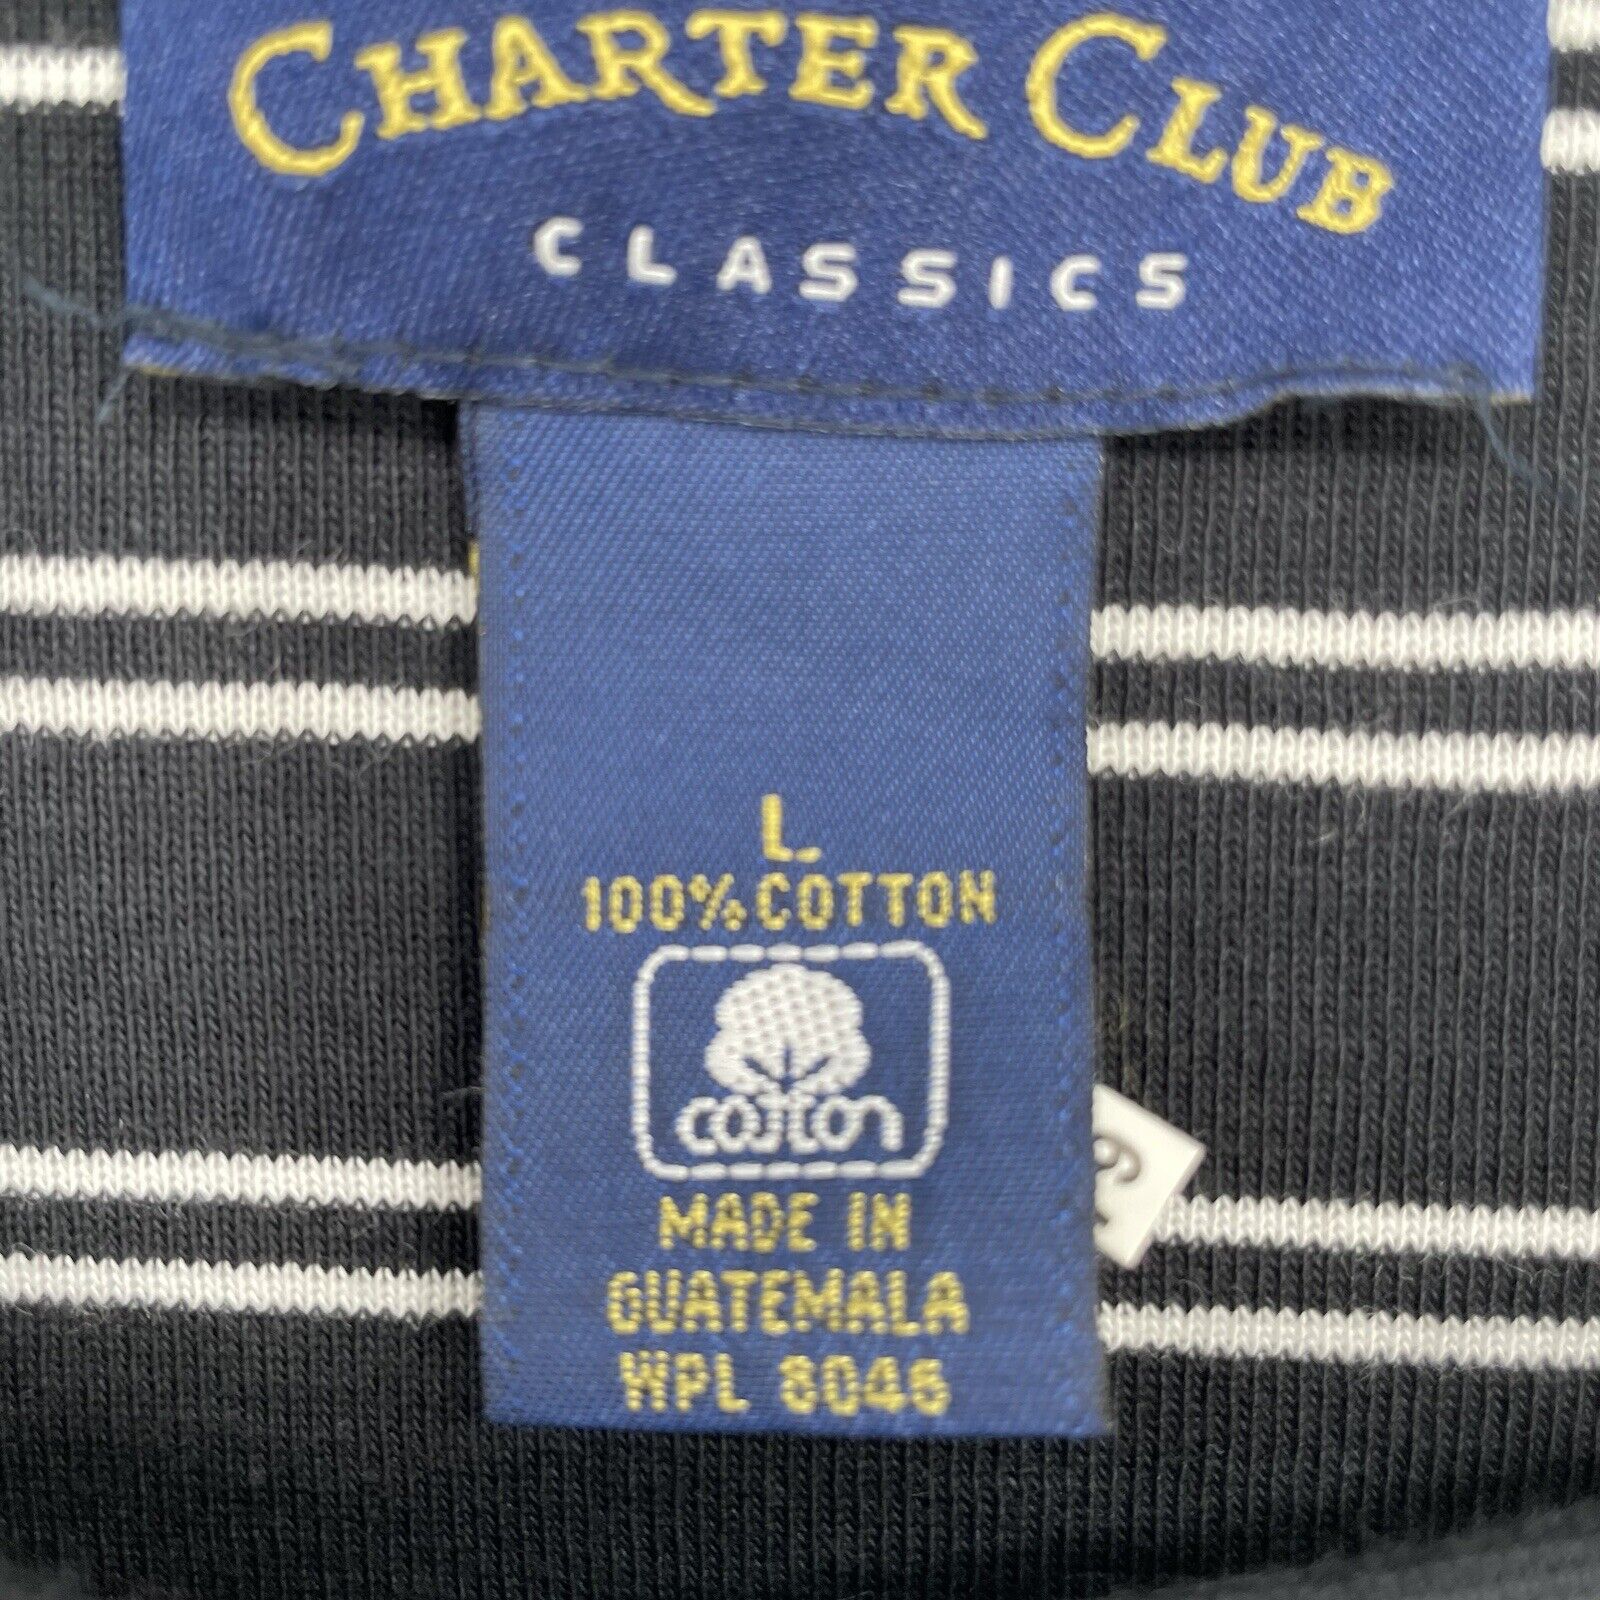 CHARTER CLUB
CLASSICS
L
100% COTTON
cotton
MADE IN
GUATEMALA
WPL 8046